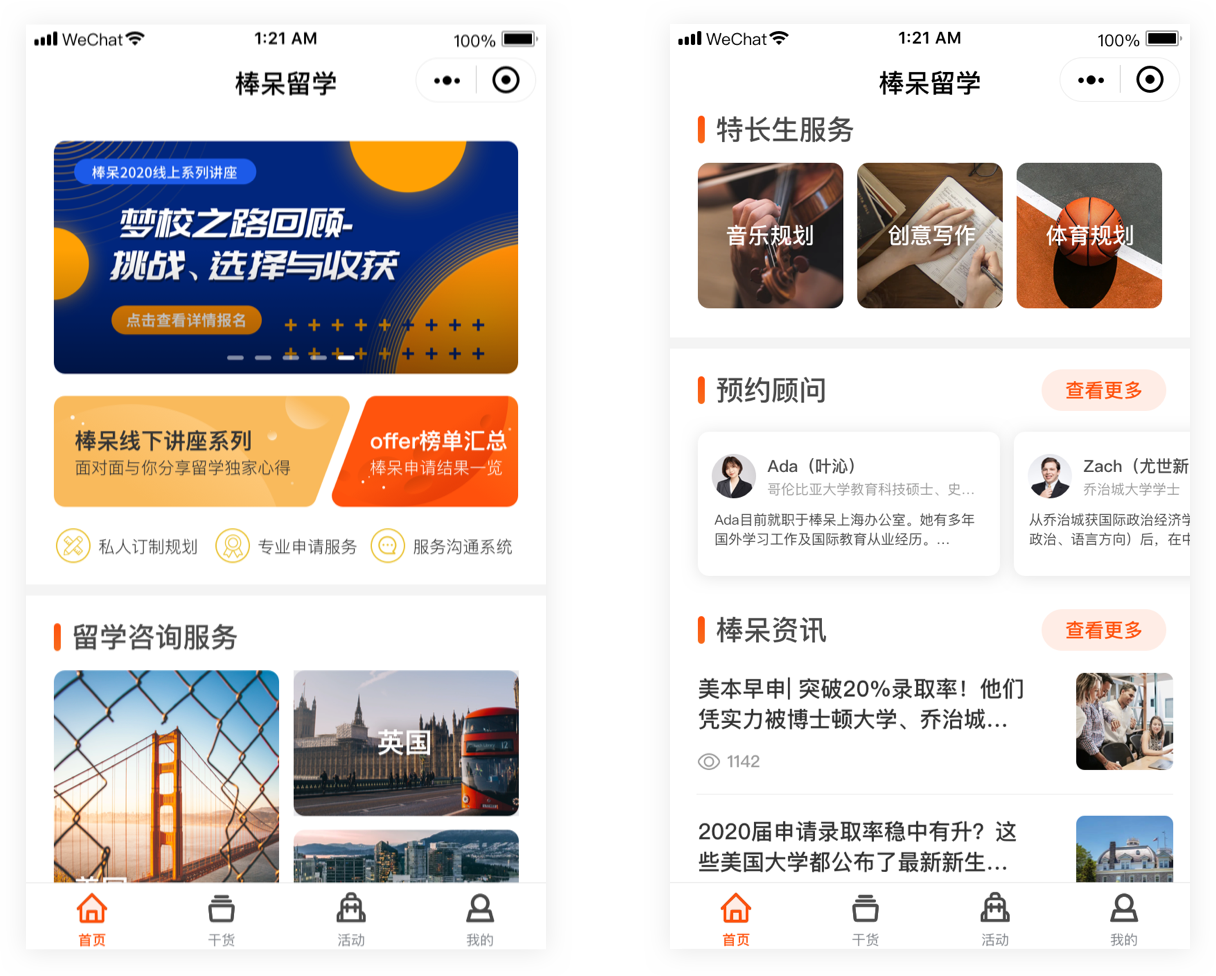 WeChat
1:21 AM
100%
棒呆留学
棒呆2020线上系列讲座
梦校之路回顾-
挑战、选择与收获
点击查看详情报名
棒呆线下讲座系列
面对面与你分享留学独家心得
offer榜单汇总
棒呆申请结果一览
私人订制规划
专业申请服务
服务沟通系统
留学咨询服务
英国
美国
首页
干货
活动
我的
WeChat
1:21 AM
100%
棒呆留学
特长生服务
音乐规划
创意写作
体育规划
预约顾问
查看更多
Ada（叶沁）
哥伦比亚大学教育科技硕士、史...
Ada目前就职于棒呆上海办公室。她有多年
国外学习工作及国际教育从业经历。...
Zach（尤世新
乔治城大学学士
从乔治城获国际政治经济学
政治、语言方向）后，在中
棒呆资讯
查看更多
美本早申| 突破20%录取率！他们
凭实力被博士顿大学、乔治城...
1142
2020届申请录取率稳中有升？这
些美国大学都公布了最新新生...
首页
干货
活动
我的